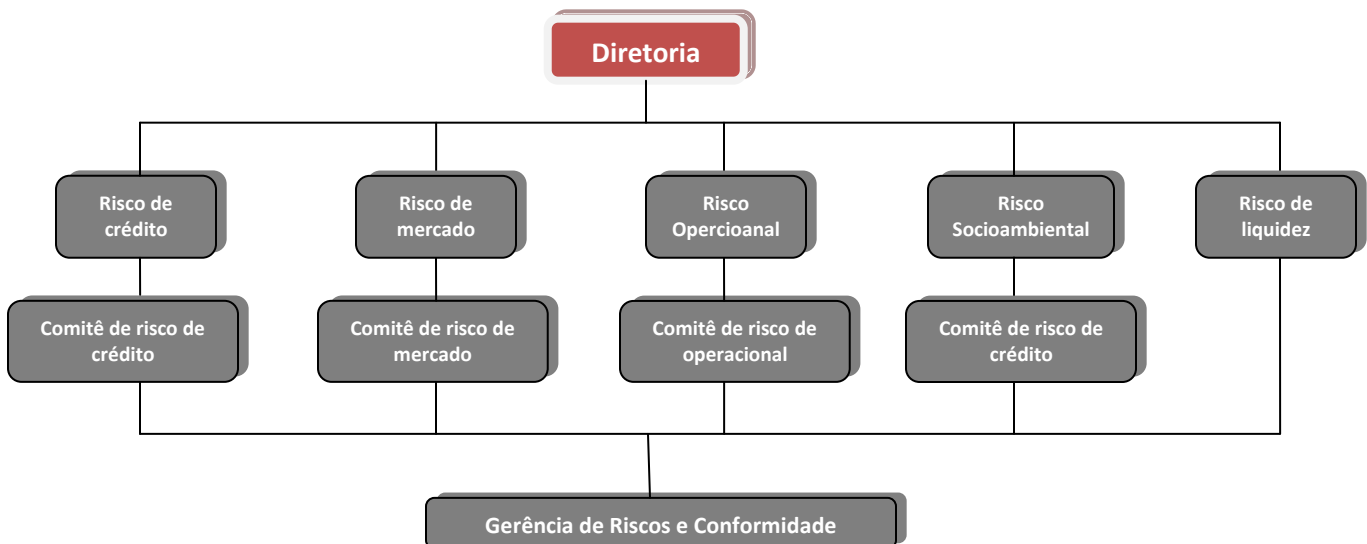 Diretoria
Risco de
crédito
Risco de
mercado
Risco
Opercioanal
Risco
Socioambiental
Risco de
liquidez
Comitê de risco de
crédito
Comitê de risco de
mercado
Comitê de risco de
operacional
Comitê de risco de
crédito
Gerência de Riscos e Conformidade